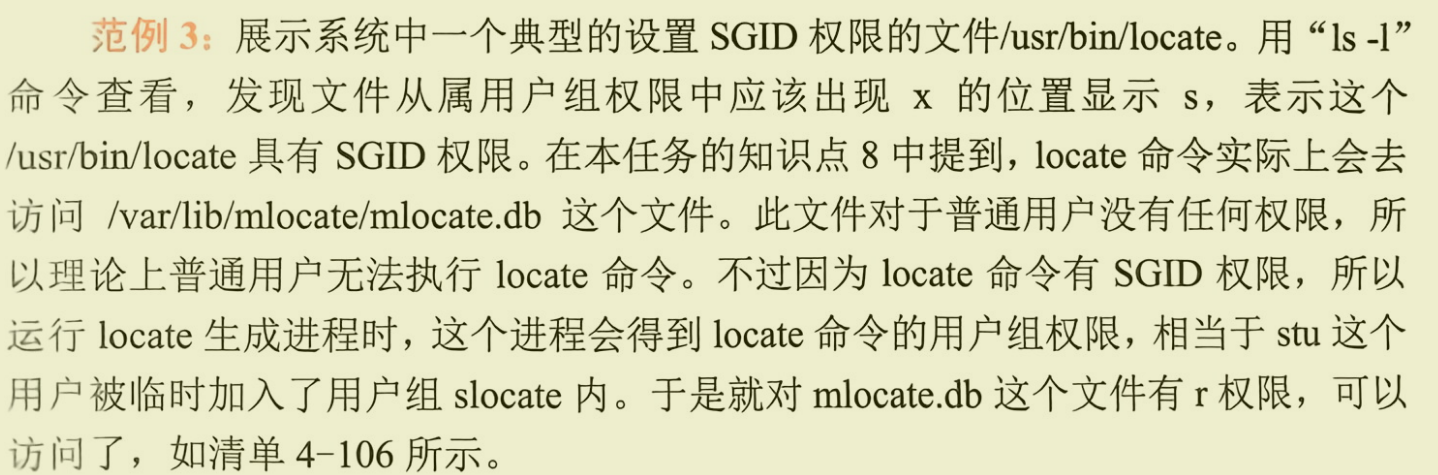 范例 3：展示系统中一个典型的设置 SGID 权限的文件/usr/bin/locate。用“ls -l”
命令查看，发现文件从属用户组权限中应该出现 x 的位置显示 s，表示这个
/usr/bin/locate 具有 SGID 权限。在本任务的知识点 8 中提到，locate 命令实际上会去
访问 /var/lib/mlocate/mlocate.db 这个文件。此文件对于普通用户没有任何权限，所
以理论上普通用户无法执行 locate 命令。不过因为 locate 命令有 SGID 权限，所以
运行 locate 生成进程时，这个进程会得到 locate 命令的用户组权限，相当于 stu 这个
用户被临时加入了用户组 slocate 内。于是就对 mlocate.db 这个文件有 r 权限，可以
访问了，如清单 4-106 所示。